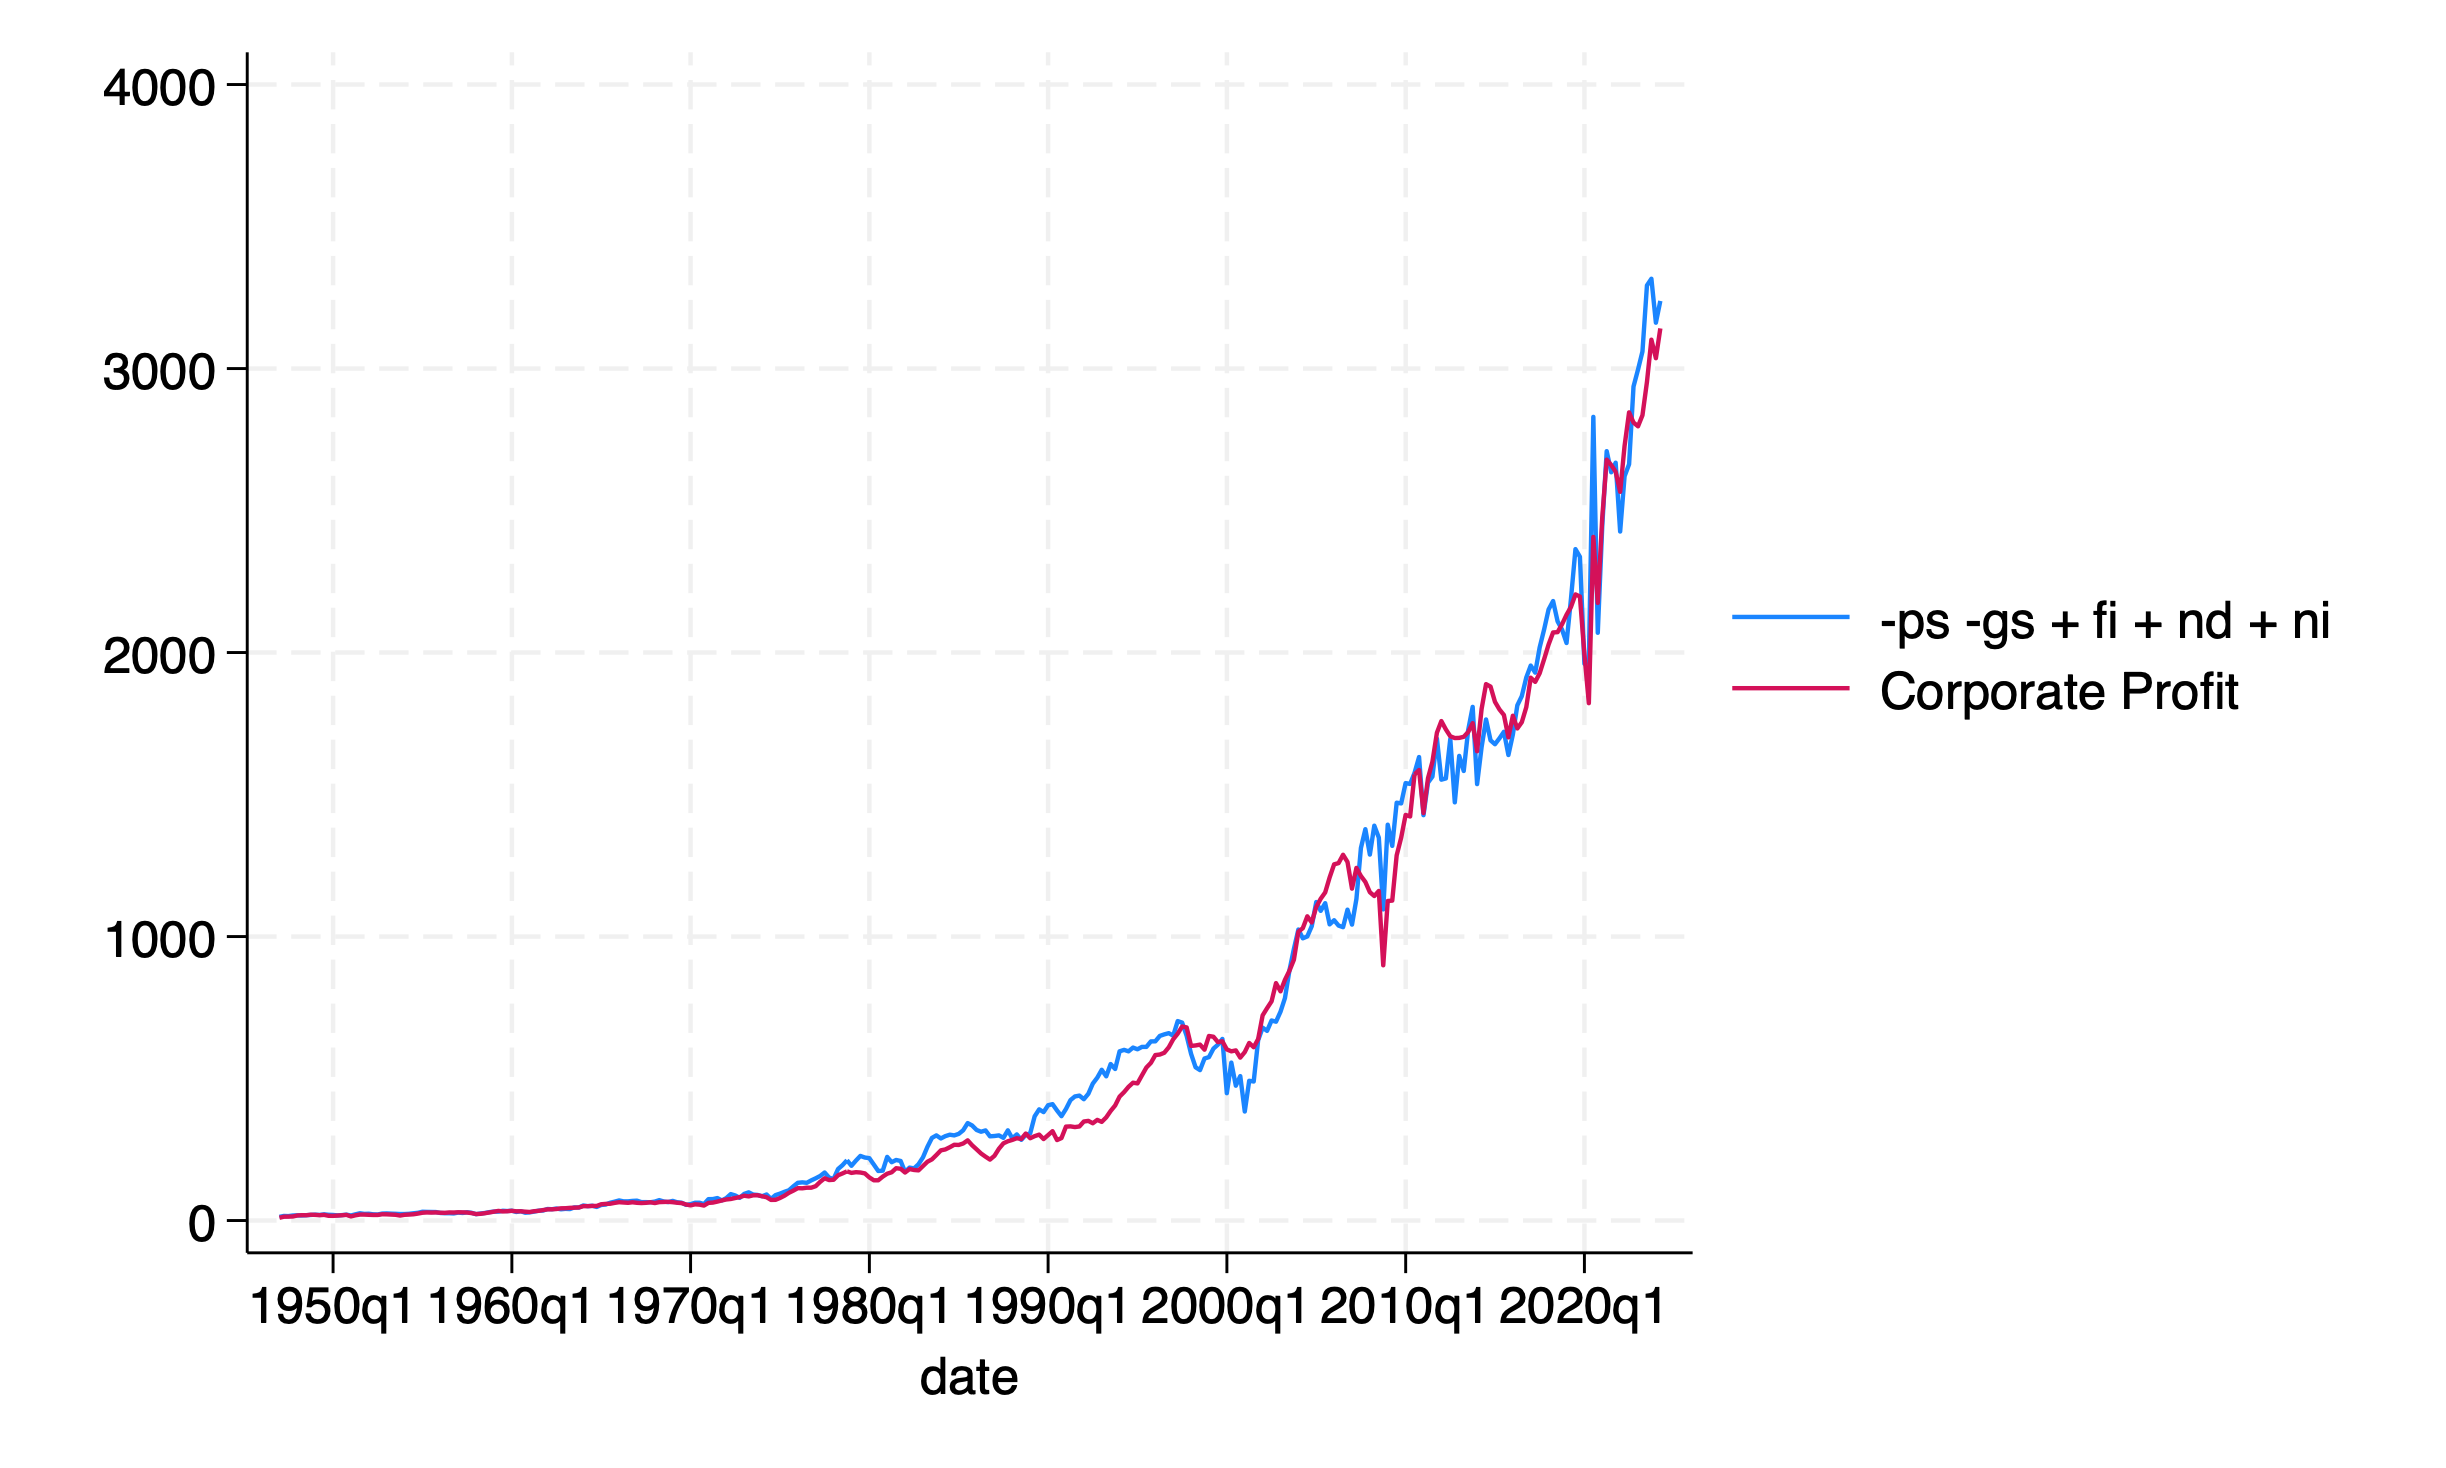 4000
3000
2000
1000
0
1950q1 1960q1 1970q1 1980q1 1990q1 2000q1 2010q1 2020q1
date
-ps -gs + fi + nd + ni
Corporate Profit